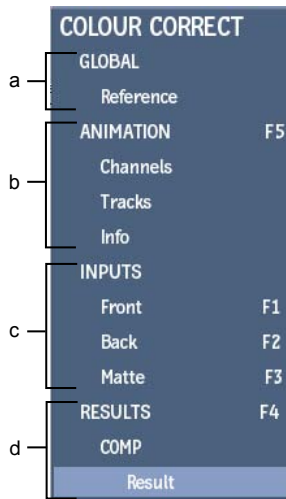 COLOUR CORRECT
a
GLOBAL
Reference
b
ANIMATION F5
Channels
Tracks
Info
c
INPUTS
Front F1
Back F2
Matte F3
d
RESULTS F4
COMP
Result